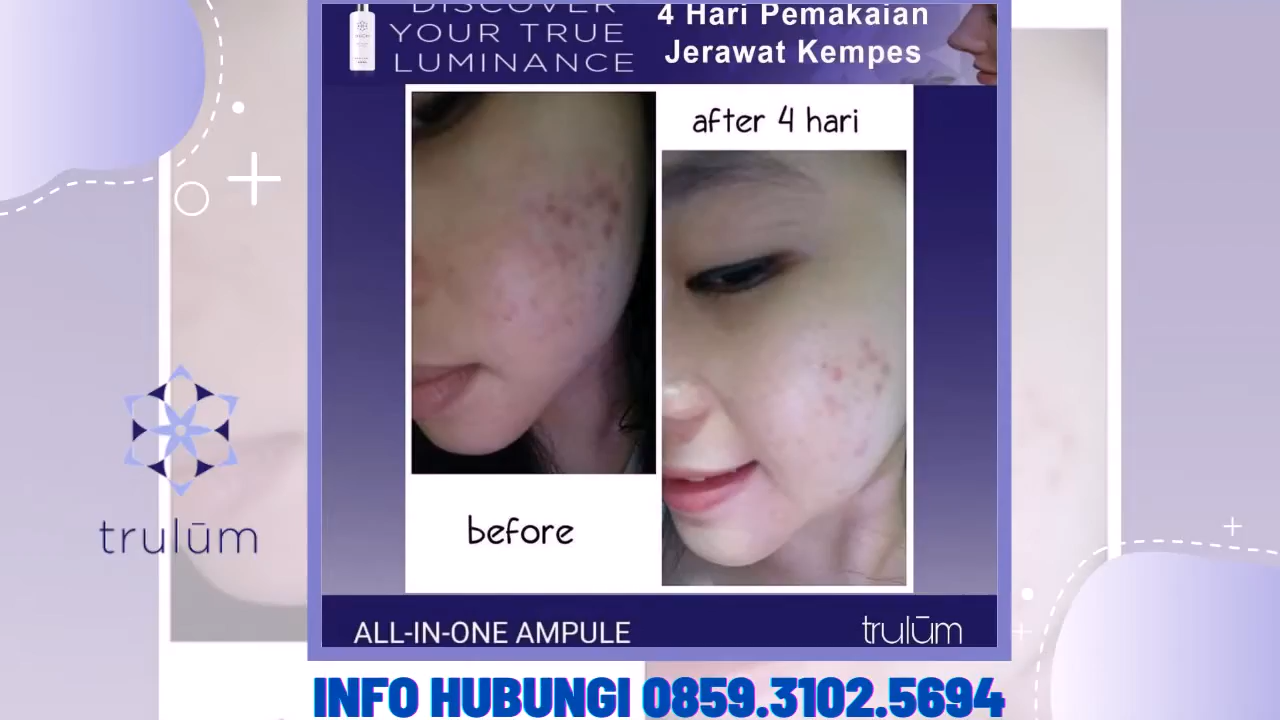 DISCOVER
YOUR TRUE
LUMINANCE
4 Hari Pemakaian
Jerawat Kempes
after 4 hari
before
trulūm
ALL-IN-ONE AMPULE
trulūm
INFO HUBUNGI 0859.3102.5694